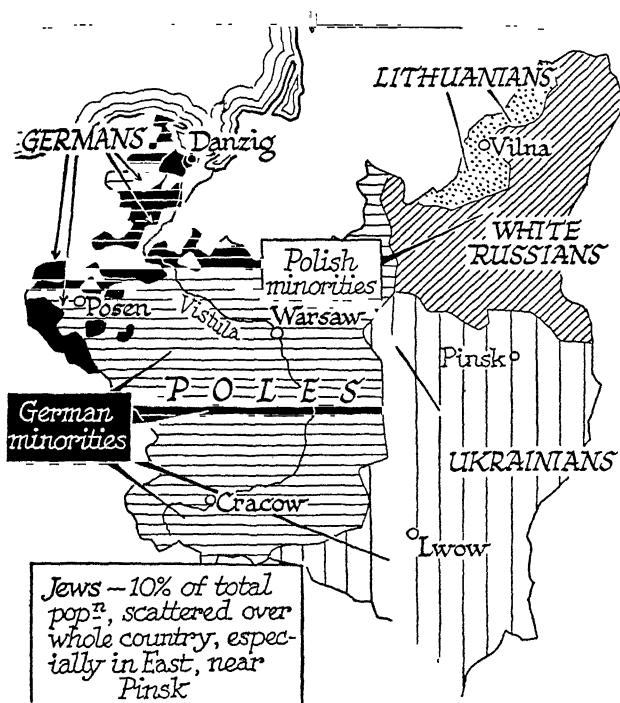 LITHUANIANS
GERMANS
Danzig
Vilna
WHITE
RUSSIANS
Polish
minorities
Posen
Vistula
Warsaw
Pinsk
POLES
German
minorities
UKRAINIANS
Cracow
Lwow
Jews – 10% of total
popⁿ, scattered over
whole country, espec-
ially in East, near
Pinsk